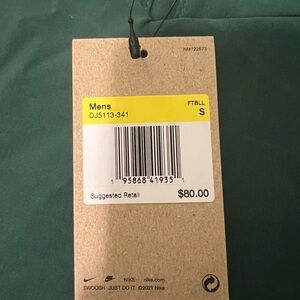 Mens FTBLL
DJ5113-341 S
1 95868 41935 1
Suggested Retail $80.00
NIKE nike.com
SWOOSH JUST DO IT ©2021 Nike